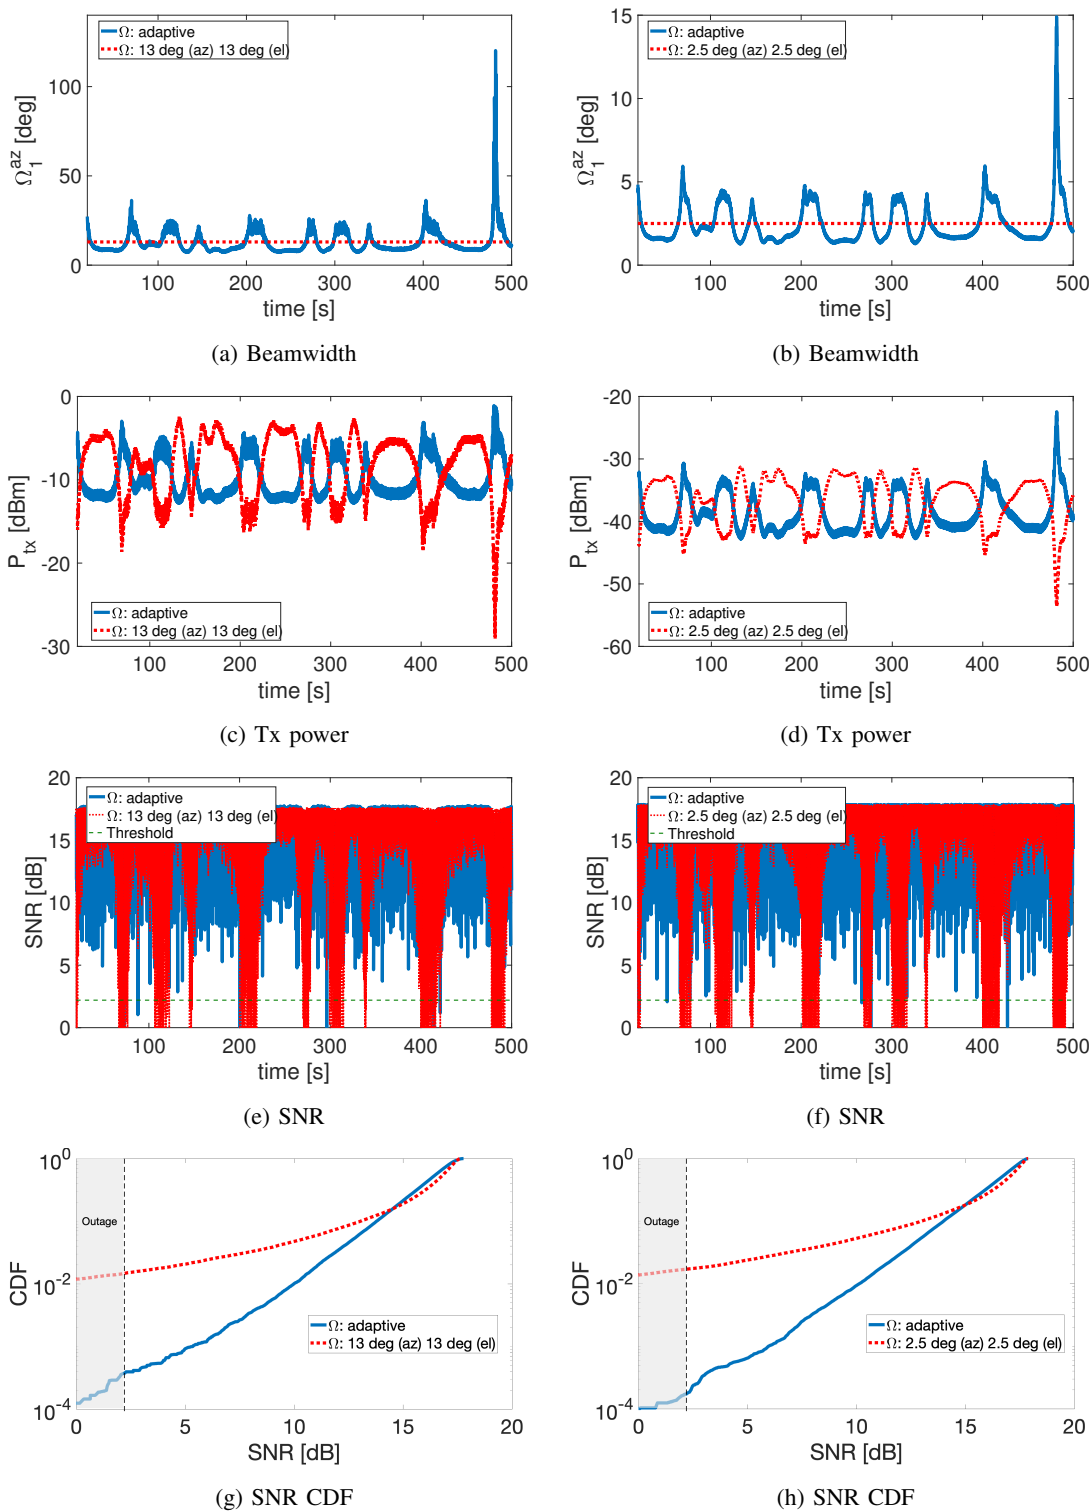 Ω: adaptive
Ω: 13 deg (az) 13 deg (el)
Ω₁ᵃᶻ [deg]
100
50
0
100 200 300 400 500
time [s]
(a) Beamwidth
Ω: adaptive
Ω: 2.5 deg (az) 2.5 deg (el)
Ω₁ᵃᶻ [deg]
15
10
5
0
100 200 300 400 500
time [s]
(b) Beamwidth
P_tx [dBm]
0
-10
-20
-30
Ω: adaptive
Ω: 13 deg (az) 13 deg (el)
100 200 300 400 500
time [s]
(c) Tx power
P_tx [dBm]
-20
-30
-40
-50
-60
Ω: adaptive
Ω: 2.5 deg (az) 2.5 deg (el)
100 200 300 400 500
time [s]
(d) Tx power
Ω: adaptive
Ω: 13 deg (az) 13 deg (el)
Threshold
SNR [dB]
20
15
10
5
0
100 200 300 400 500
time [s]
(e) SNR
Ω: adaptive
Ω: 2.5 deg (az) 2.5 deg (el)
Threshold
SNR [dB]
20
15
10
5
0
100 200 300 400 500
time [s]
(f) SNR
CDF
10⁰
10⁻²
10⁻⁴
Outage
Ω: adaptive
Ω: 13 deg (az) 13 deg (el)
0 5 10 15 20
SNR [dB]
(g) SNR CDF
CDF
10⁰
10⁻²
10⁻⁴
Outage
Ω: adaptive
Ω: 2.5 deg (az) 2.5 deg (el)
0 5 10 15 20
SNR [dB]
(h) SNR CDF